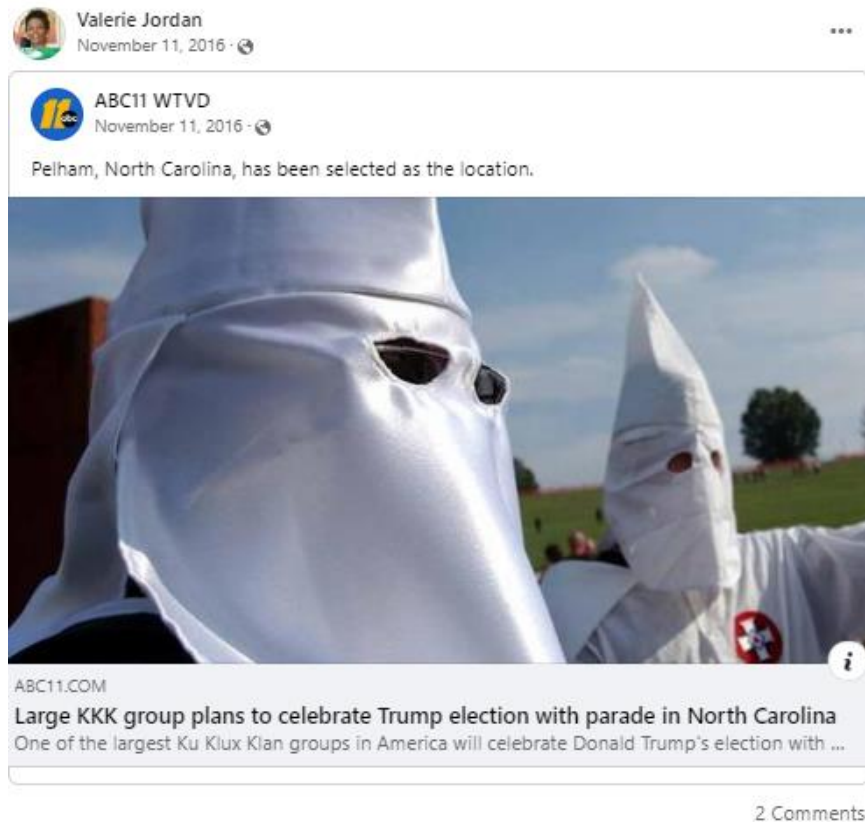 Valerie Jordan
November 11, 2016 ·
ABC11 WTVD
November 11, 2016 ·
Pelham, North Carolina, has been selected as the location.
ABC11.COM
Large KKK group plans to celebrate Trump election with parade in North Carolina
One of the largest Ku Klux Klan groups in America will celebrate Donald Trump's election with ...
2 Comments